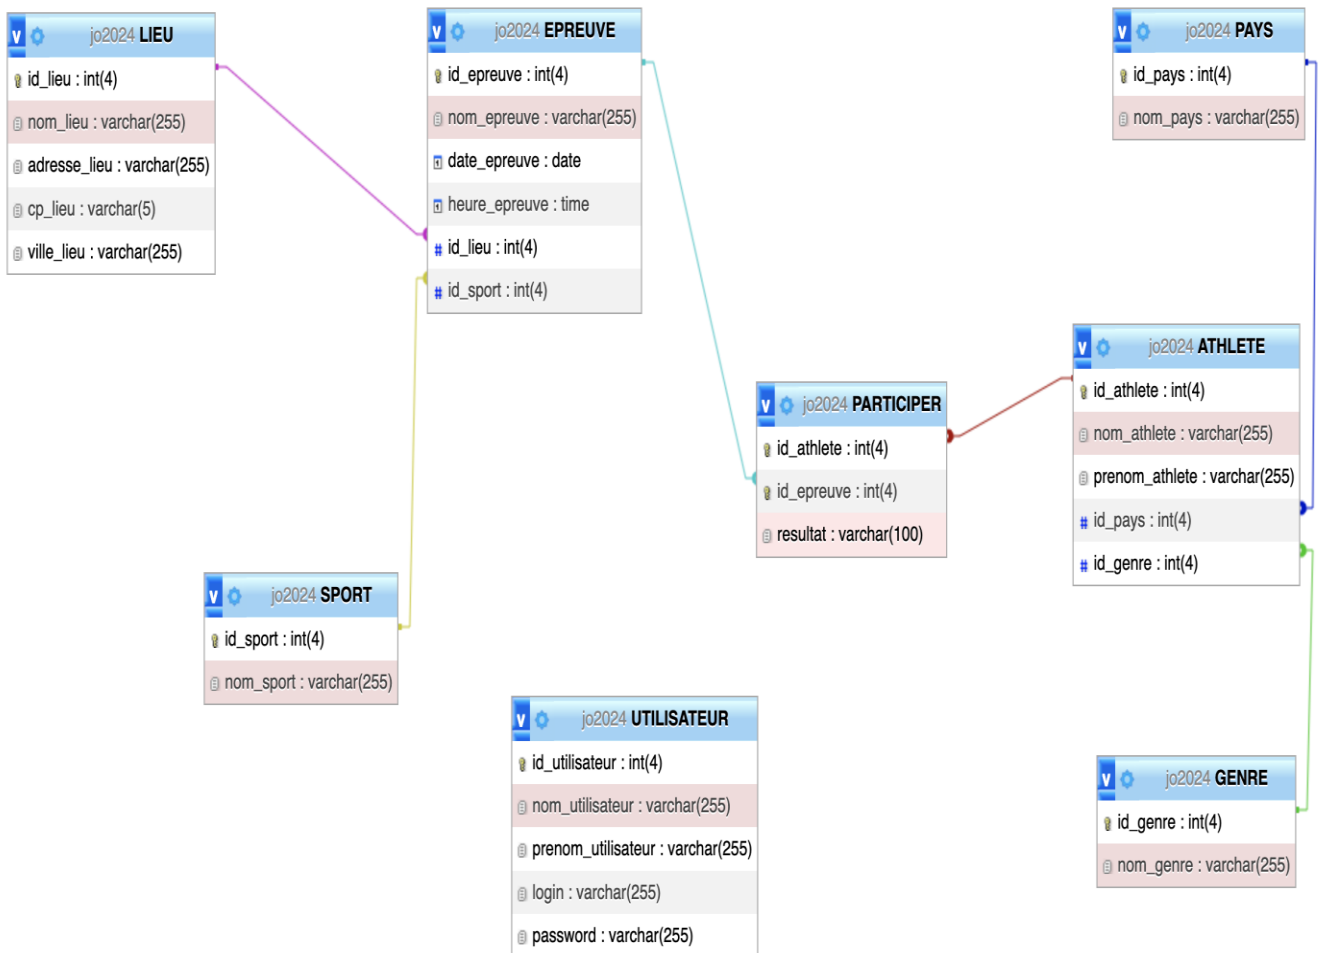 jo2024 LIEU
id_lieu : int(4)
nom_lieu : varchar(255)
adresse_lieu : varchar(255)
cp_lieu : varchar(5)
ville_lieu : varchar(255)
jo2024 EPREUVE
id_epreuve : int(4)
nom_epreuve : varchar(255)
date_epreuve : date
heure_epreuve : time
# id_lieu : int(4)
# id_sport : int(4)
jo2024 PAYS
id_pays : int(4)
nom_pays : varchar(255)
jo2024 PARTICIPER
id_athlete : int(4)
id_epreuve : int(4)
resultat : varchar(100)
jo2024 ATHLETE
id_athlete : int(4)
nom_athlete : varchar(255)
prenom_athlete : varchar(255)
# id_pays : int(4)
# id_genre : int(4)
jo2024 SPORT
id_sport : int(4)
nom_sport : varchar(255)
jo2024 UTILISATEUR
id_utilisateur : int(4)
nom_utilisateur : varchar(255)
prenom_utilisateur : varchar(255)
login : varchar(255)
password : varchar(255)
jo2024 GENRE
id_genre : int(4)
nom_genre : varchar(255)